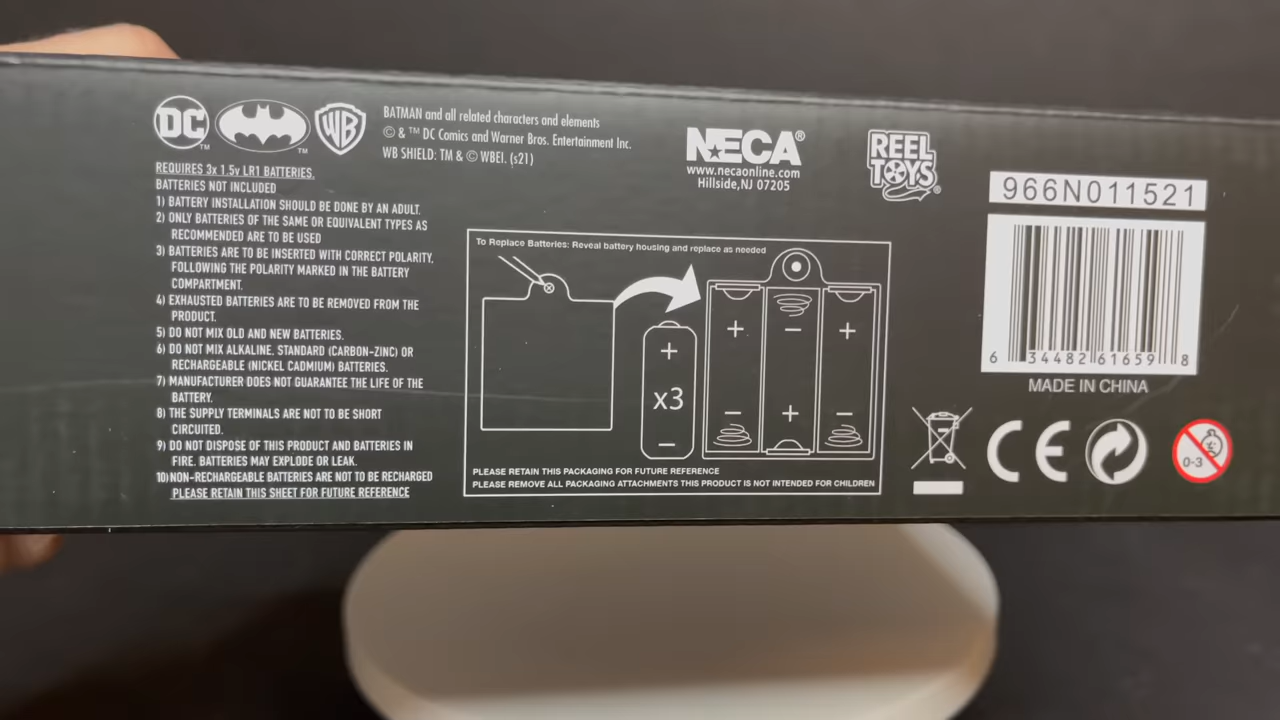 DC™
™
WB
BATMAN and all related characters and elements
© & ™ DC Comics and Warner Bros. Entertainment Inc.
WB SHIELD: TM & © WBEI. (s21)
REQUIRES 3x 1.5v LR1 BATTERIES.
BATTERIES NOT INCLUDED
1) BATTERY INSTALLATION SHOULD BE DONE BY AN ADULT.
2) ONLY BATTERIES OF THE SAME OR EQUIVALENT TYPES AS
RECOMMENDED ARE TO BE USED
3) BATTERIES ARE TO BE INSERTED WITH CORRECT POLARITY,
FOLLOWING THE POLARITY MARKED IN THE BATTERY
COMPARTMENT.
4) EXHAUSTED BATTERIES ARE TO BE REMOVED FROM THE
PRODUCT.
5) DO NOT MIX OLD AND NEW BATTERIES.
6) DO NOT MIX ALKALINE, STANDARD (CARBON-ZINC) OR
RECHARGEABLE (NICKEL CADMIUM) BATTERIES.
7) MANUFACTURER DOES NOT GUARANTEE THE LIFE OF THE
BATTERY.
8) THE SUPPLY TERMINALS ARE NOT TO BE SHORT
CIRCUITED.
9) DO NOT DISPOSE OF THIS PRODUCT AND BATTERIES IN
FIRE. BATTERIES MAY EXPLODE OR LEAK.
10) NON-RECHARGEABLE BATTERIES ARE NOT TO BE RECHARGED
PLEASE RETAIN THIS SHEET FOR FUTURE REFERENCE
To Replace Batteries: Reveal battery housing and replace as needed
+
x3
−
+ − +
− + −
PLEASE RETAIN THIS PACKAGING FOR FUTURE REFERENCE
PLEASE REMOVE ALL PACKAGING ATTACHMENTS THIS PRODUCT IS NOT INTENDED FOR CHILDREN
NECA®
www.necaonline.com
Hillside,NJ 07205
REEL
TOYS®
966N011521
6 34482 61659 8
MADE IN CHINA
CE
0-3